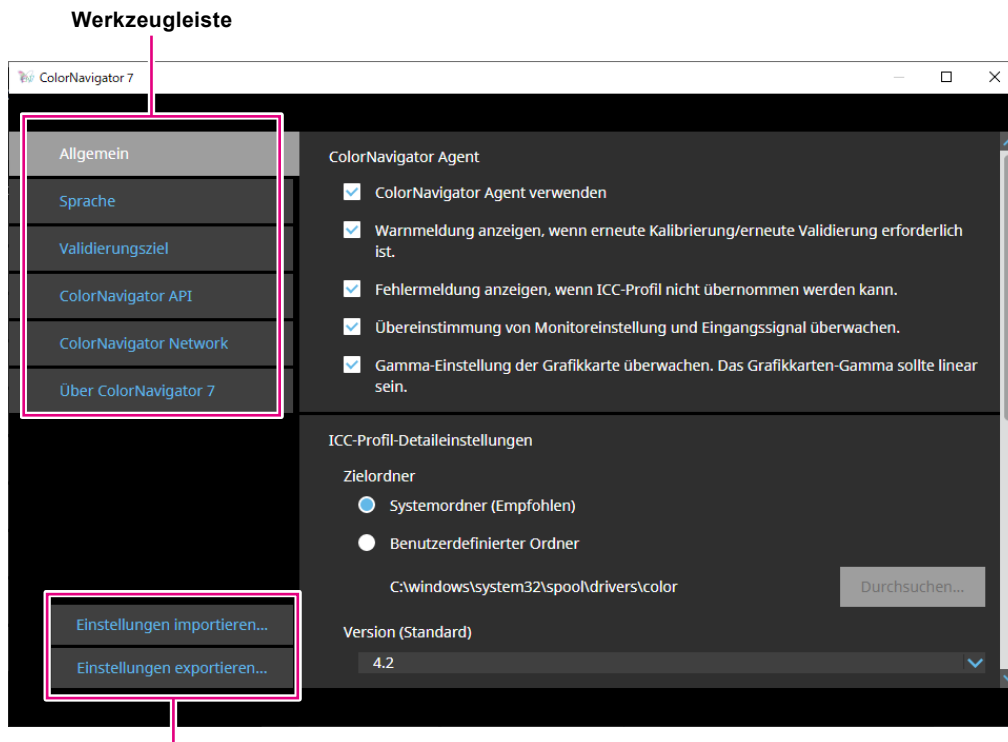 Werkzeugleiste
ColorNavigator 7
Allgemein
Sprache
Validierungsziel
ColorNavigator API
ColorNavigator Network
Über ColorNavigator 7
Einstellungen importieren...
Einstellungen exportieren...
ColorNavigator Agent
ColorNavigator Agent verwenden
Warnmeldung anzeigen, wenn erneute Kalibrierung/erneute Validierung erforderlich
ist.
Fehlermeldung anzeigen, wenn ICC-Profil nicht übernommen werden kann.
Übereinstimmung von Monitoreinstellung und Eingangssignal überwachen.
Gamma-Einstellung der Grafikkarte überwachen. Das Grafikkarten-Gamma sollte linear
sein.
ICC-Profil-Detaileinstellungen
Zielordner
Systemordner (Empfohlen)
Benutzerdefinierter Ordner
C:\windows\system32\spool\drivers\color
Durchsuchen...
Version (Standard)
4.2